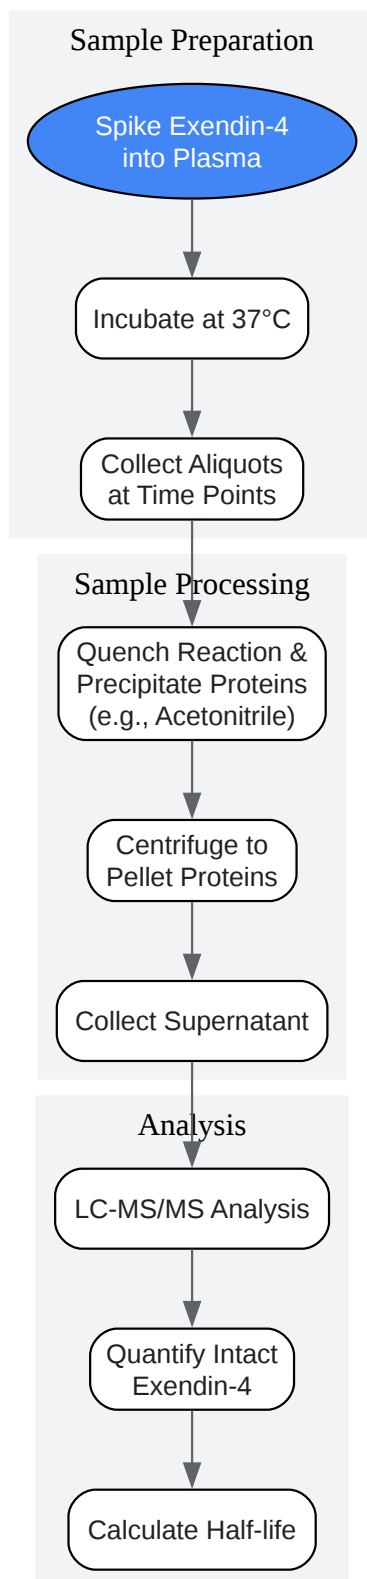 Sample Preparation
Spike Exendin-4
into Plasma
Incubate at 37°C
Collect Aliquots
at Time Points
Sample Processing
Quench Reaction &
Precipitate Proteins
(e.g., Acetonitrile)
Centrifuge to
Pellet Proteins
Collect Supernatant
Analysis
LC-MS/MS Analysis
Quantify Intact
Exendin-4
Calculate Half-life